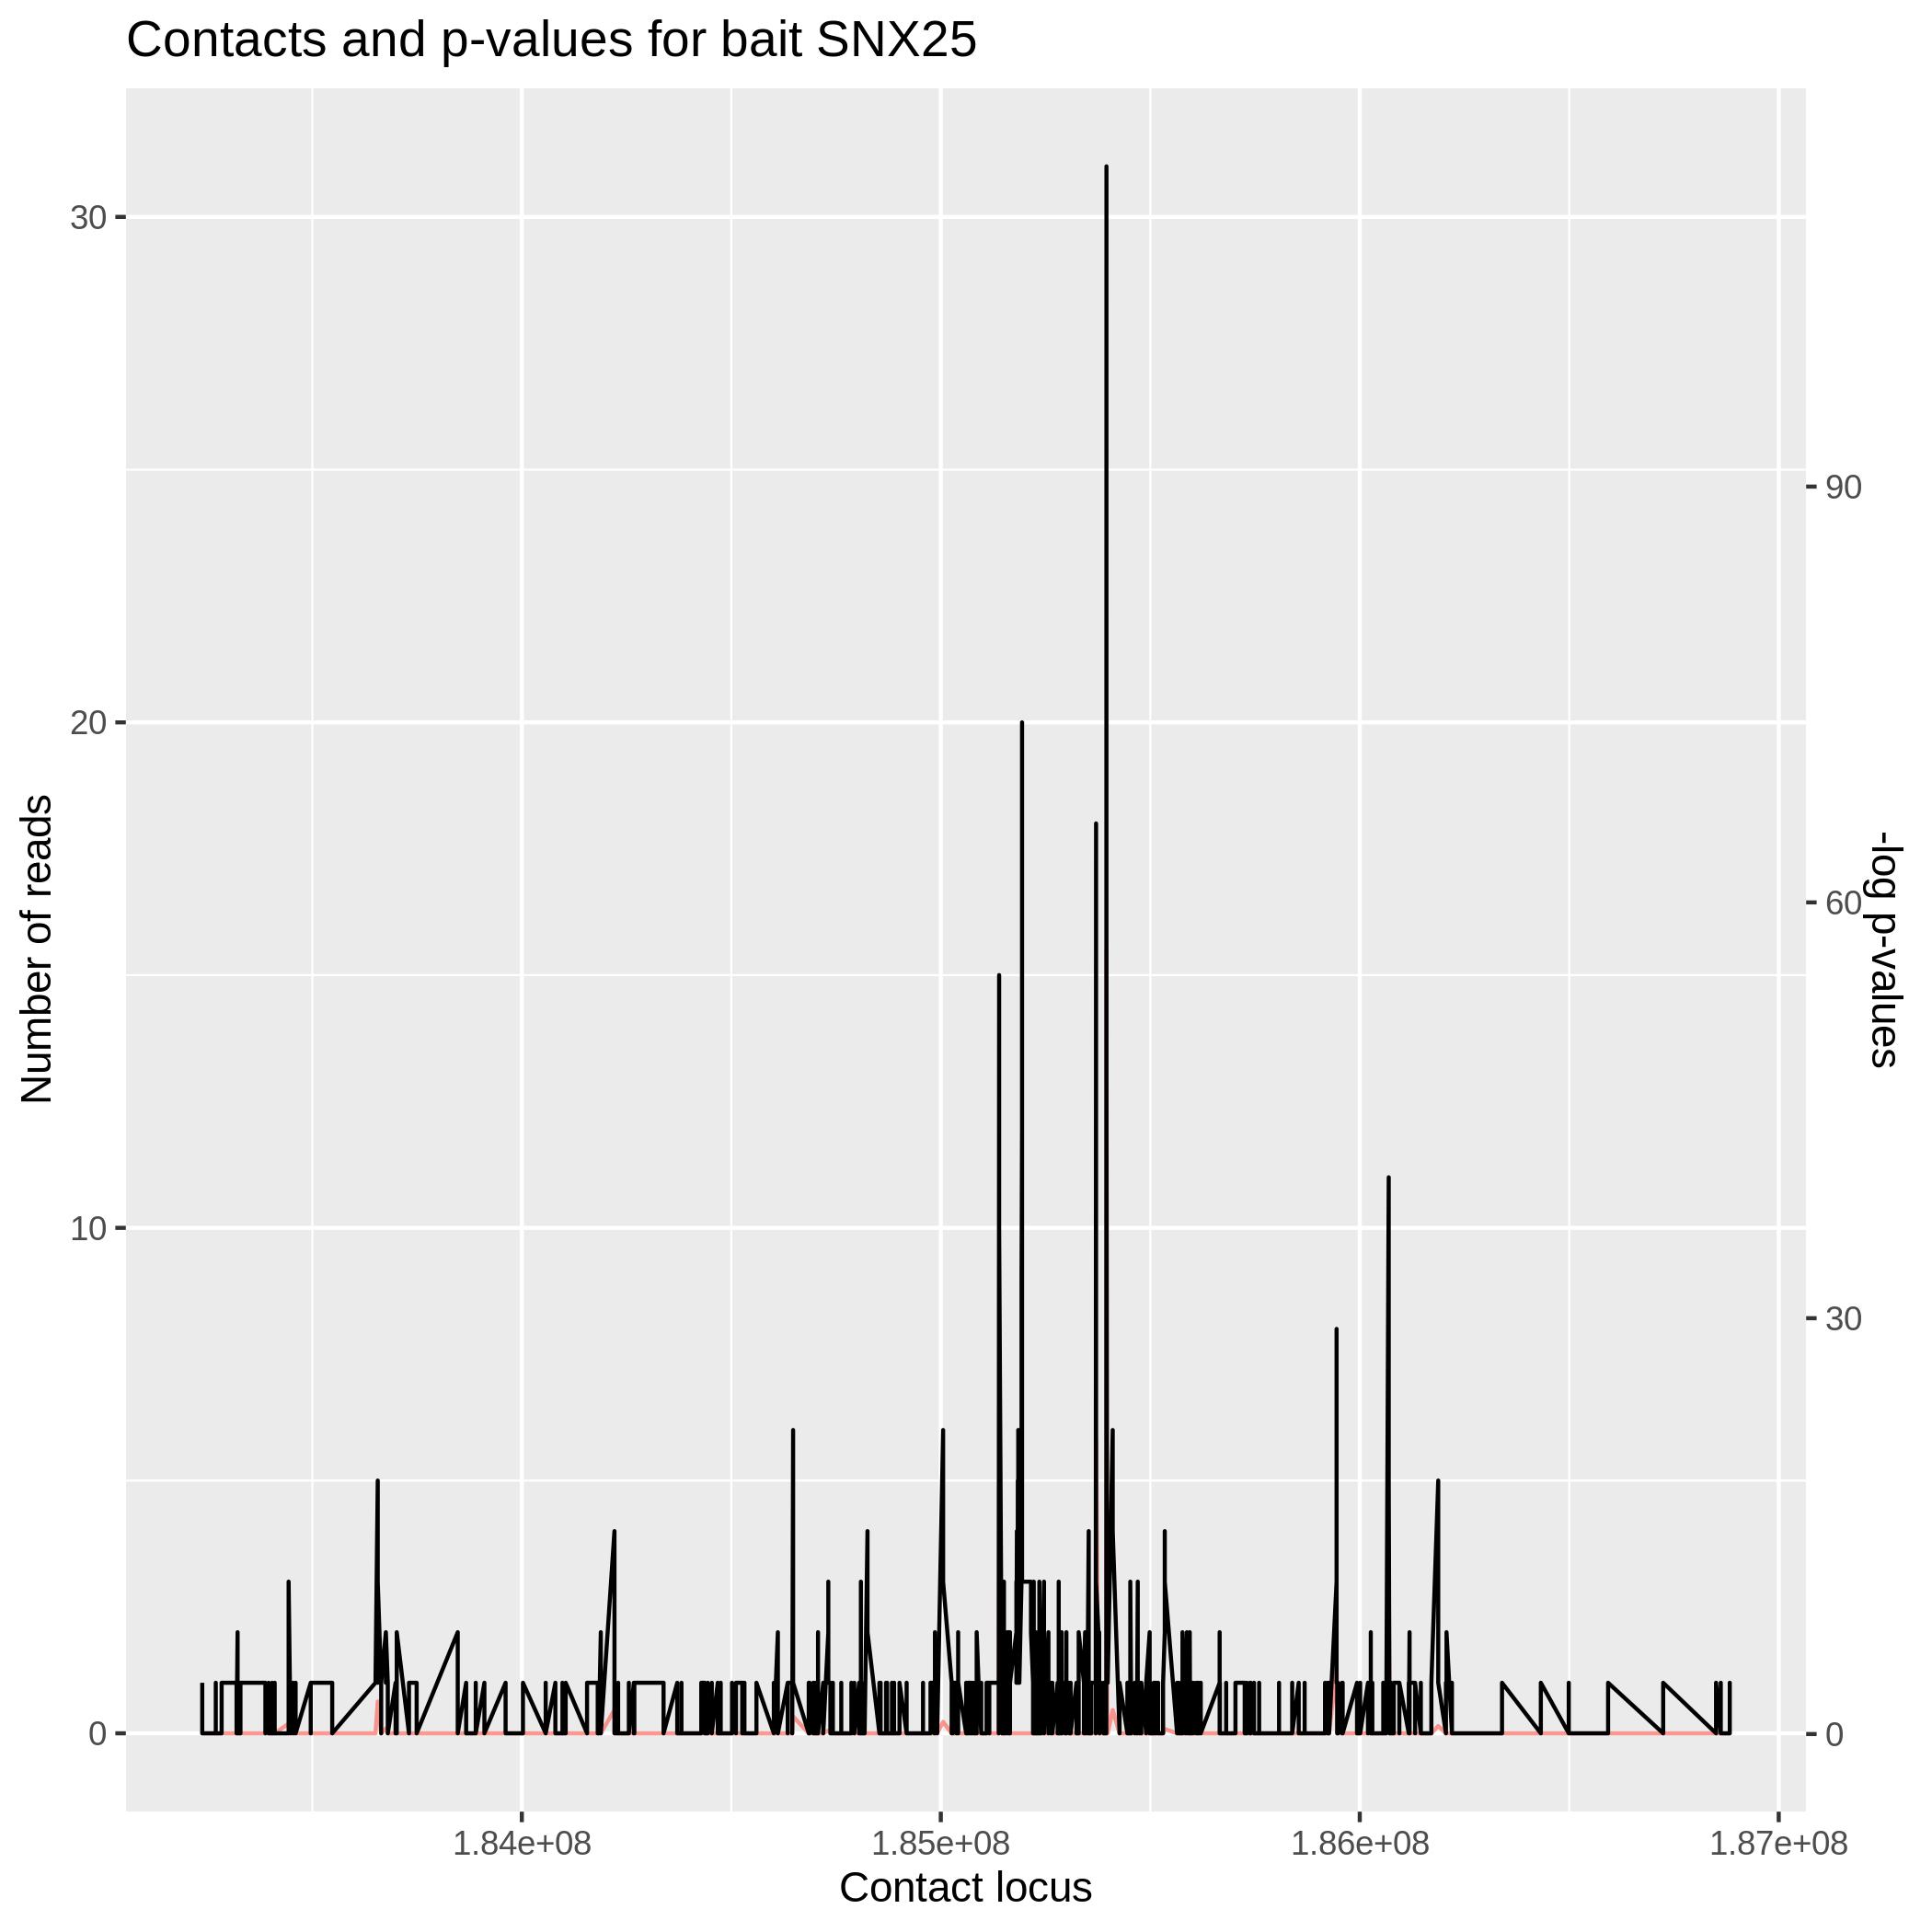 Contacts and p-values for bait SNX25
Number of reads
30
20
10
0
90
60
30
0
-log p-values
1.84e+08
1.85e+08
1.86e+08
1.87e+08
Contact locus